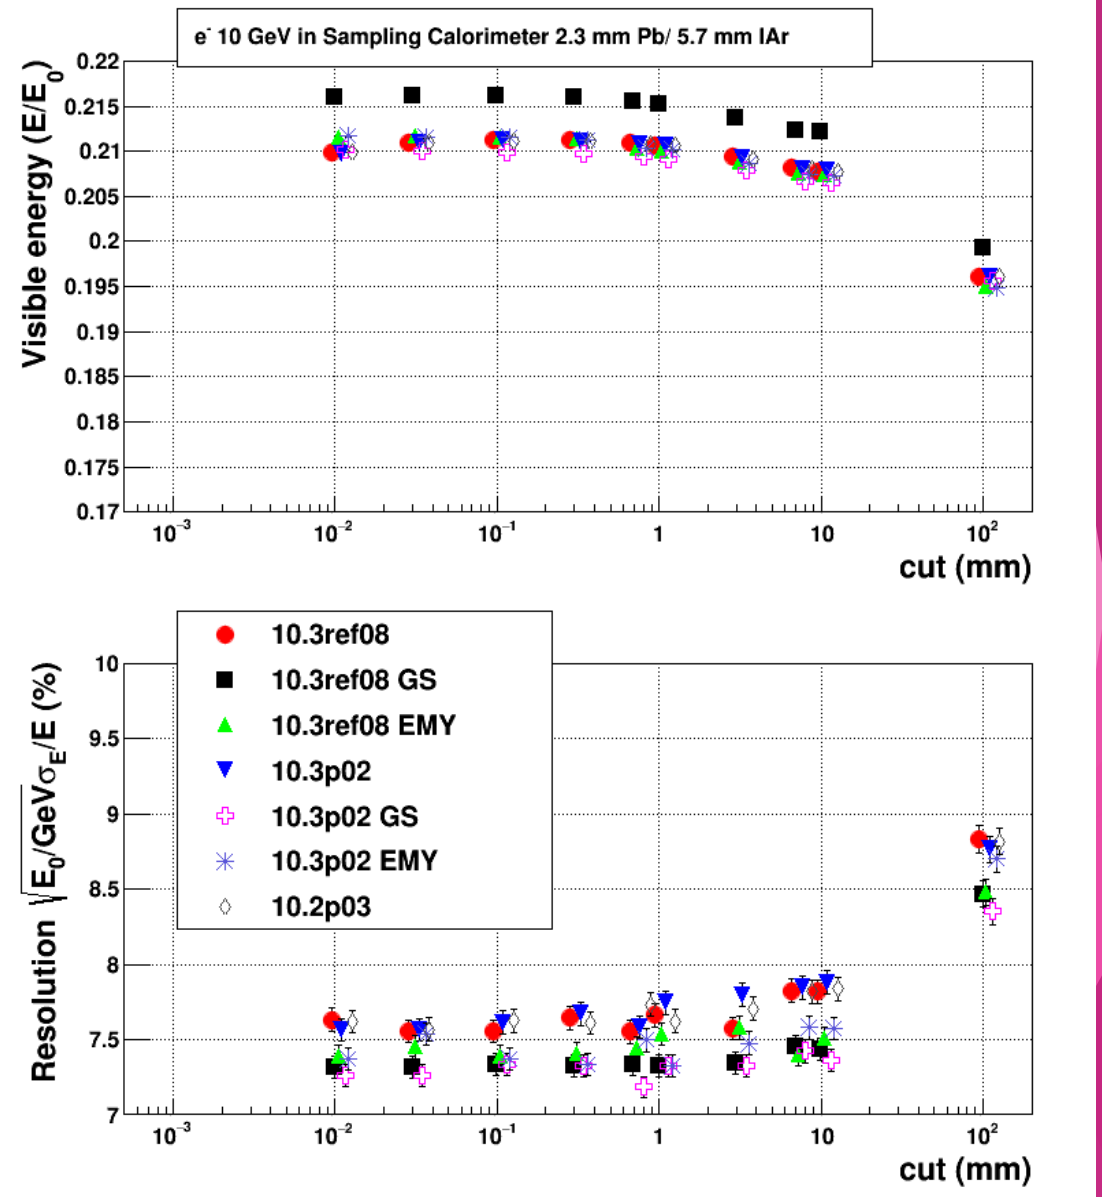 e⁻ 10 GeV in Sampling Calorimeter 2.3 mm Pb/ 5.7 mm lAr
Visible energy (E/E₀)
0.22
0.215
0.21
0.205
0.2
0.195
0.19
0.185
0.18
0.175
0.17
10⁻³ 10⁻² 10⁻¹ 1 10 10²
cut (mm)
10.3ref08
10.3ref08 GS
10.3ref08 EMY
10.3p02
10.3p02 GS
10.3p02 EMY
10.2p03
Resolution √E₀/GeVσ_E/E (%)
10
9.5
9
8.5
8
7.5
7
10⁻³ 10⁻² 10⁻¹ 1 10 10²
cut (mm)